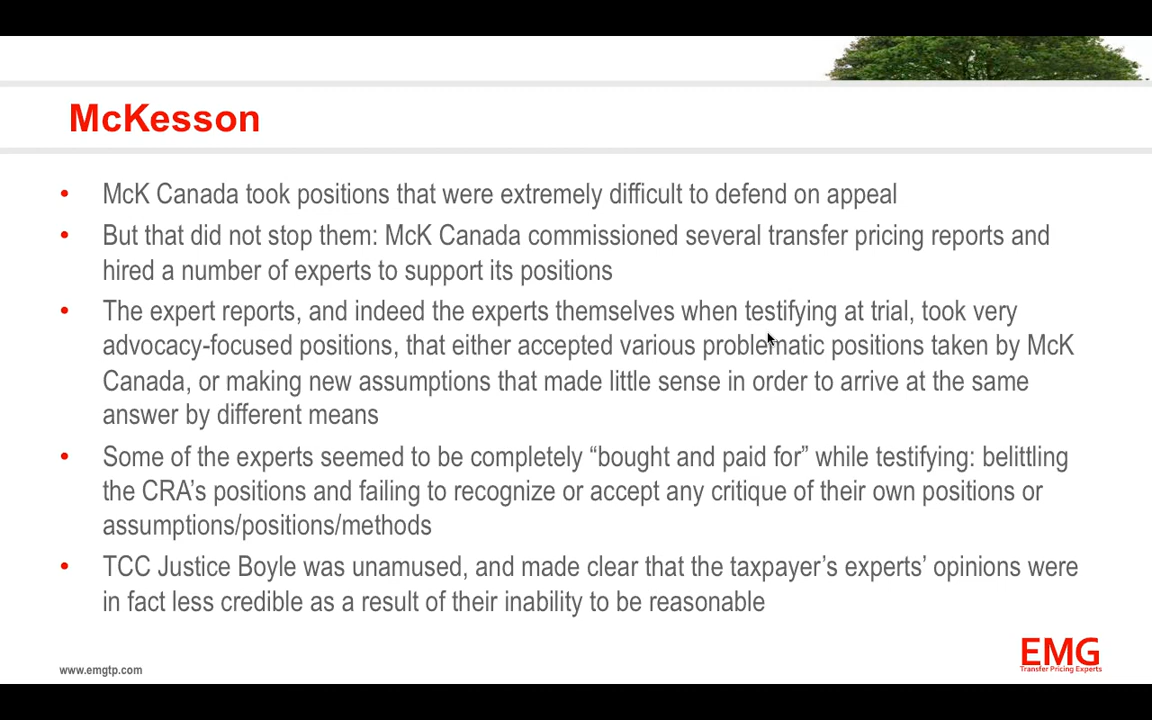 McKesson
• McK Canada took positions that were extremely difficult to defend on appeal
• But that did not stop them: McK Canada commissioned several transfer pricing reports and
hired a number of experts to support its positions
• The expert reports, and indeed the experts themselves when testifying at trial, took very
advocacy-focused positions, that either accepted various problematic positions taken by McK
Canada, or making new assumptions that made little sense in order to arrive at the same
answer by different means
• Some of the experts seemed to be completely “bought and paid for” while testifying: belittling
the CRA’s positions and failing to recognize or accept any critique of their own positions or
assumptions/positions/methods
• TCC Justice Boyle was unamused, and made clear that the taxpayer’s experts’ opinions were
in fact less credible as a result of their inability to be reasonable
www.emgtp.com
EMG
Transfer Pricing Experts